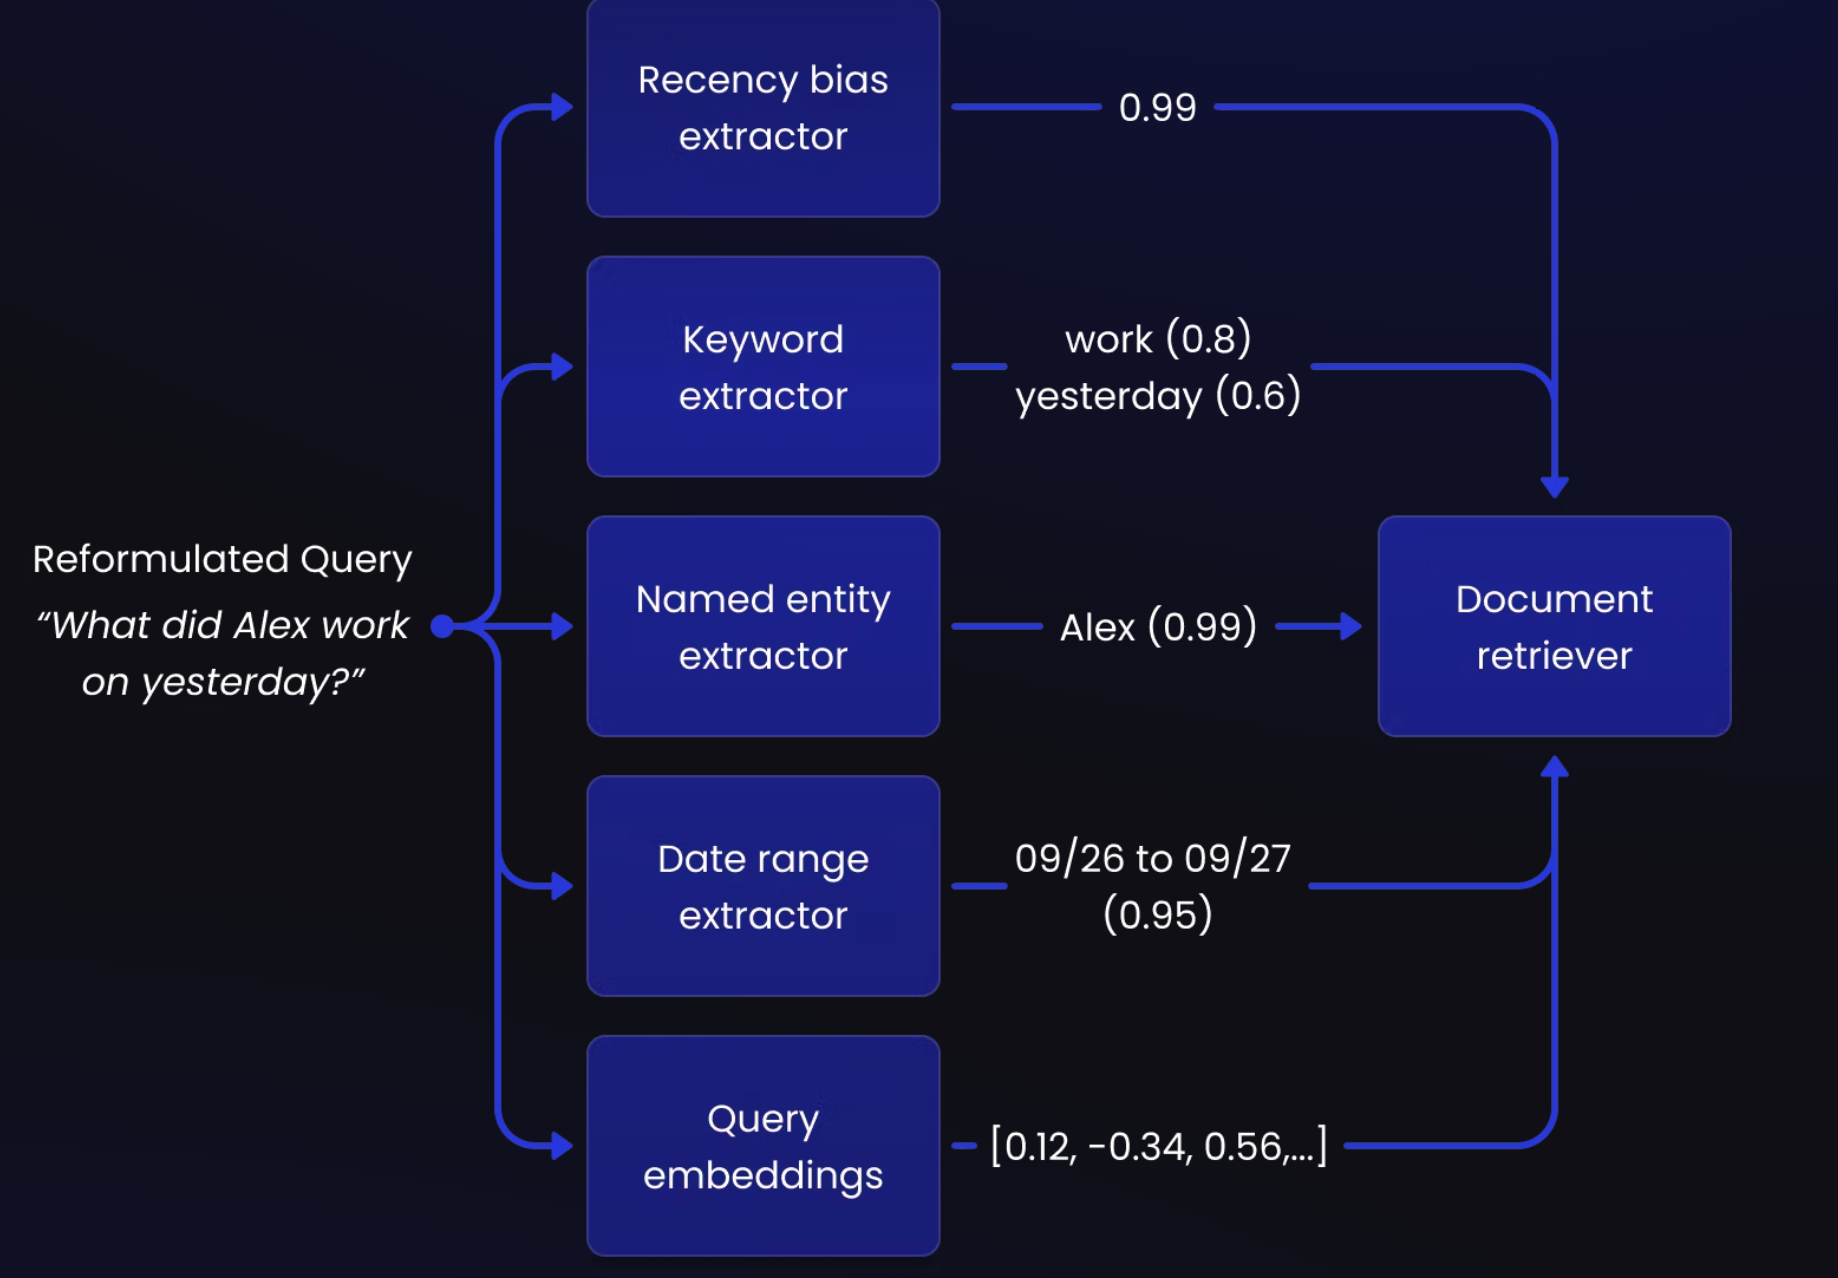 Recency bias
extractor
0.99
Keyword
extractor
work (0.8)
yesterday (0.6)
Reformulated Query
“What did Alex work
on yesterday?”
Named entity
extractor
Alex (0.99)
Document
retriever
Date range
extractor
09/26 to 09/27
(0.95)
Query
embeddings
[0.12, -0.34, 0.56,...]